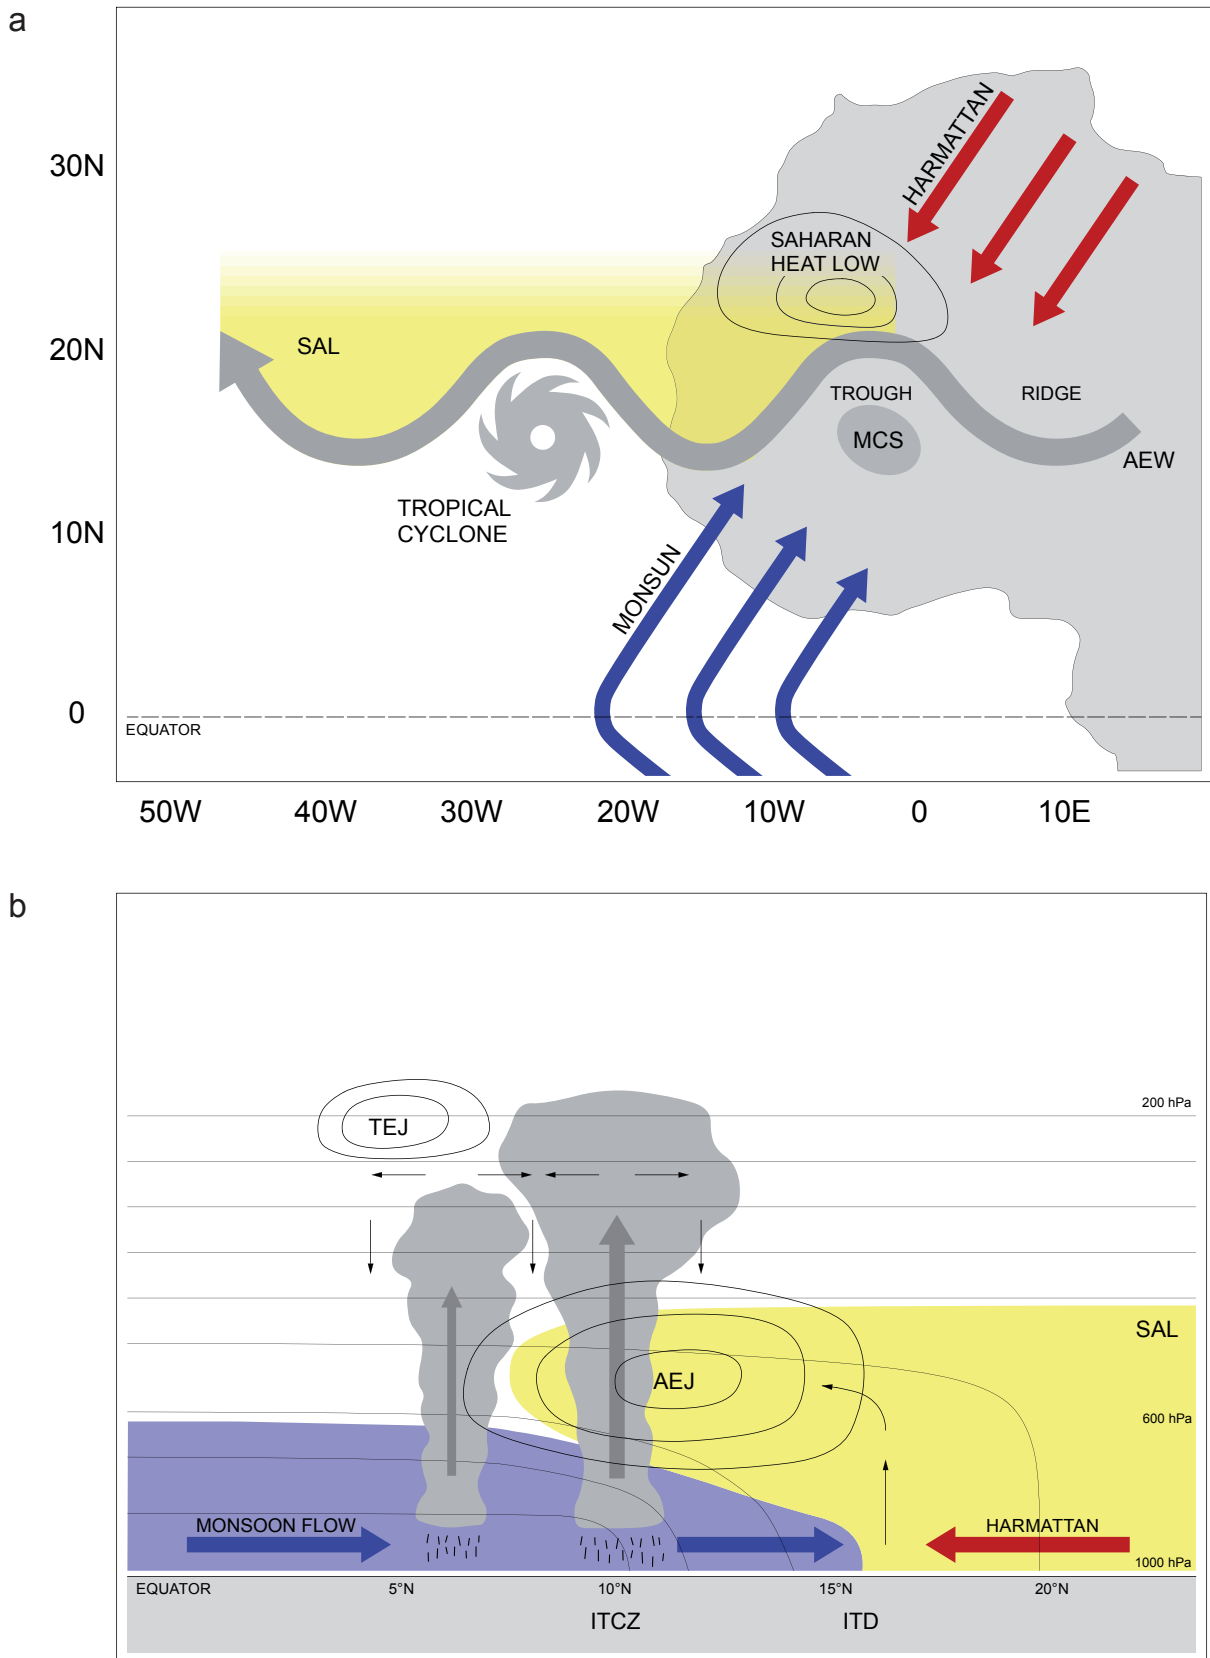 a
30N
20N
10N
0
HARMATTAN
SAHARAN
HEAT LOW
SAL
TROUGH
RIDGE
MCS
AEW
TROPICAL
CYCLONE
MONSUN
EQUATOR
50W 40W 30W 20W 10W 0 10E
b
200 hPa
TEJ
SAL
AEJ
600 hPa
MONSOON FLOW
HARMATTAN
1000 hPa
EQUATOR 5°N 10°N 15°N 20°N
ITCZ ITD